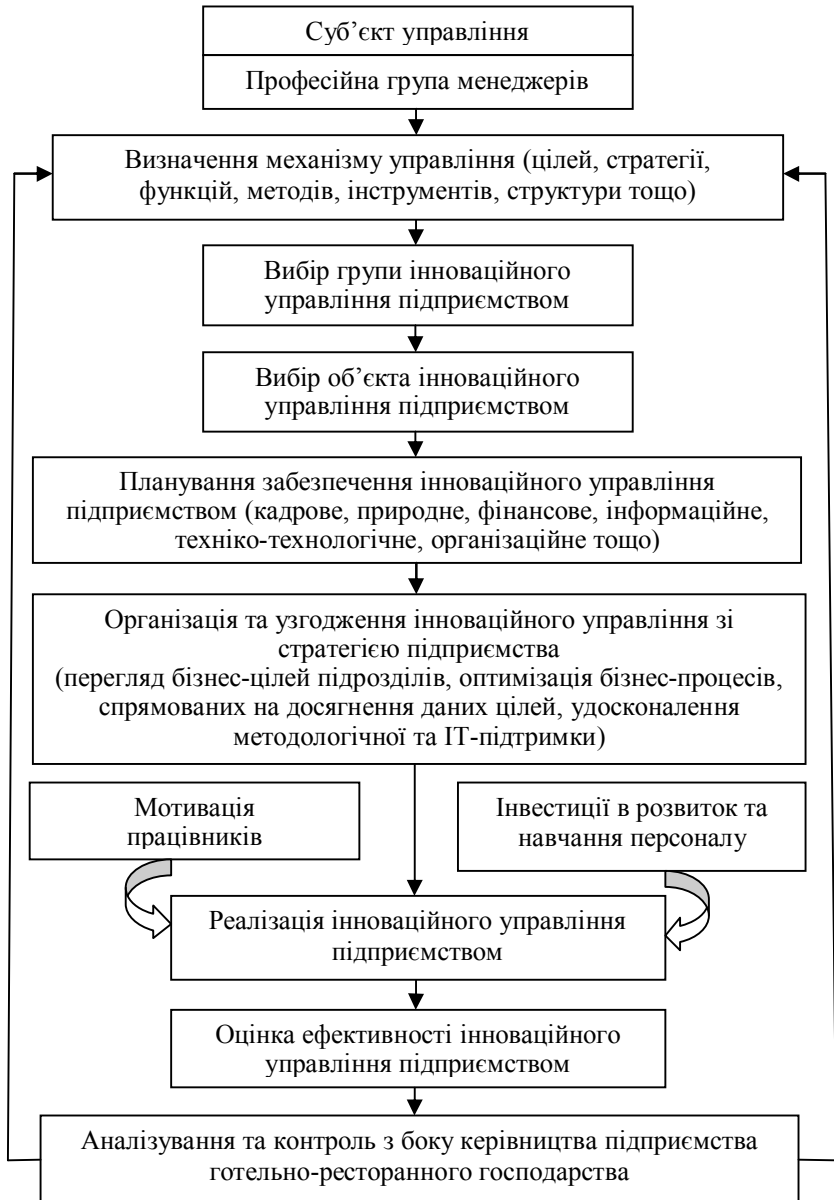 Суб’єкт управління
Професійна група менеджерів
Визначення механізму управління (цілей, стратегії,
функцій, методів, інструментів, структури тощо)
Вибір групи інноваційного
управління підприємством
Вибір об’єкта інноваційного
управління підприємством
Планування забезпечення інноваційного управління
підприємством (кадрове, природне, фінансове, інформаційне,
техніко-технологічне, організаційне тощо)
Організація та узгодження інноваційного управління зі
стратегією підприємства
(перегляд бізнес-цілей підрозділів, оптимізація бізнес-процесів,
спрямованих на досягнення даних цілей, удосконалення
методологічної та ІТ-підтримки)
Мотивація
працівників
Інвестиції в розвиток та
навчання персоналу
Реалізація інноваційного управління
підприємством
Оцінка ефективності інноваційного
управління підприємством
Аналізування та контроль з боку керівництва підприємства
готельно-ресторанного господарства